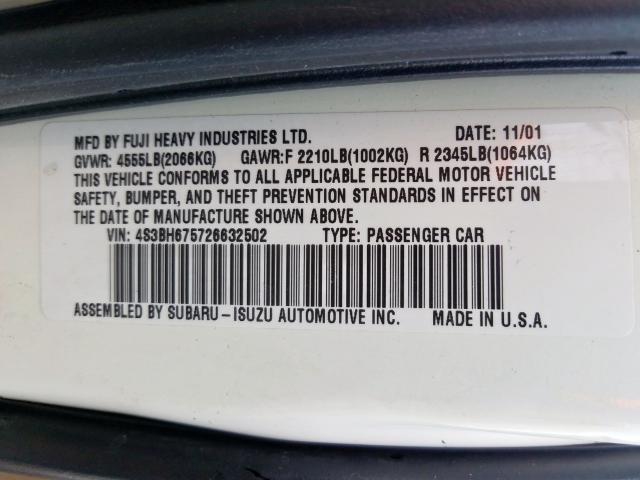 MFD BY FUJI HEAVY INDUSTRIES LTD. DATE: 11/01
GVWR: 4555LB(2066KG) GAWR:F 2210LB(1002KG) R 2345LB(1064KG)
THIS VEHICLE CONFORMS TO ALL APPLICABLE FEDERAL MOTOR VEHICLE
SAFETY, BUMPER, AND THEFT PREVENTION STANDARDS IN EFFECT ON
THE DATE OF MANUFACTURE SHOWN ABOVE.
VIN: 4S3BH675726632502 TYPE: PASSENGER CAR
ASSEMBLED BY SUBARU-ISUZU AUTOMOTIVE INC. MADE IN U.S.A.